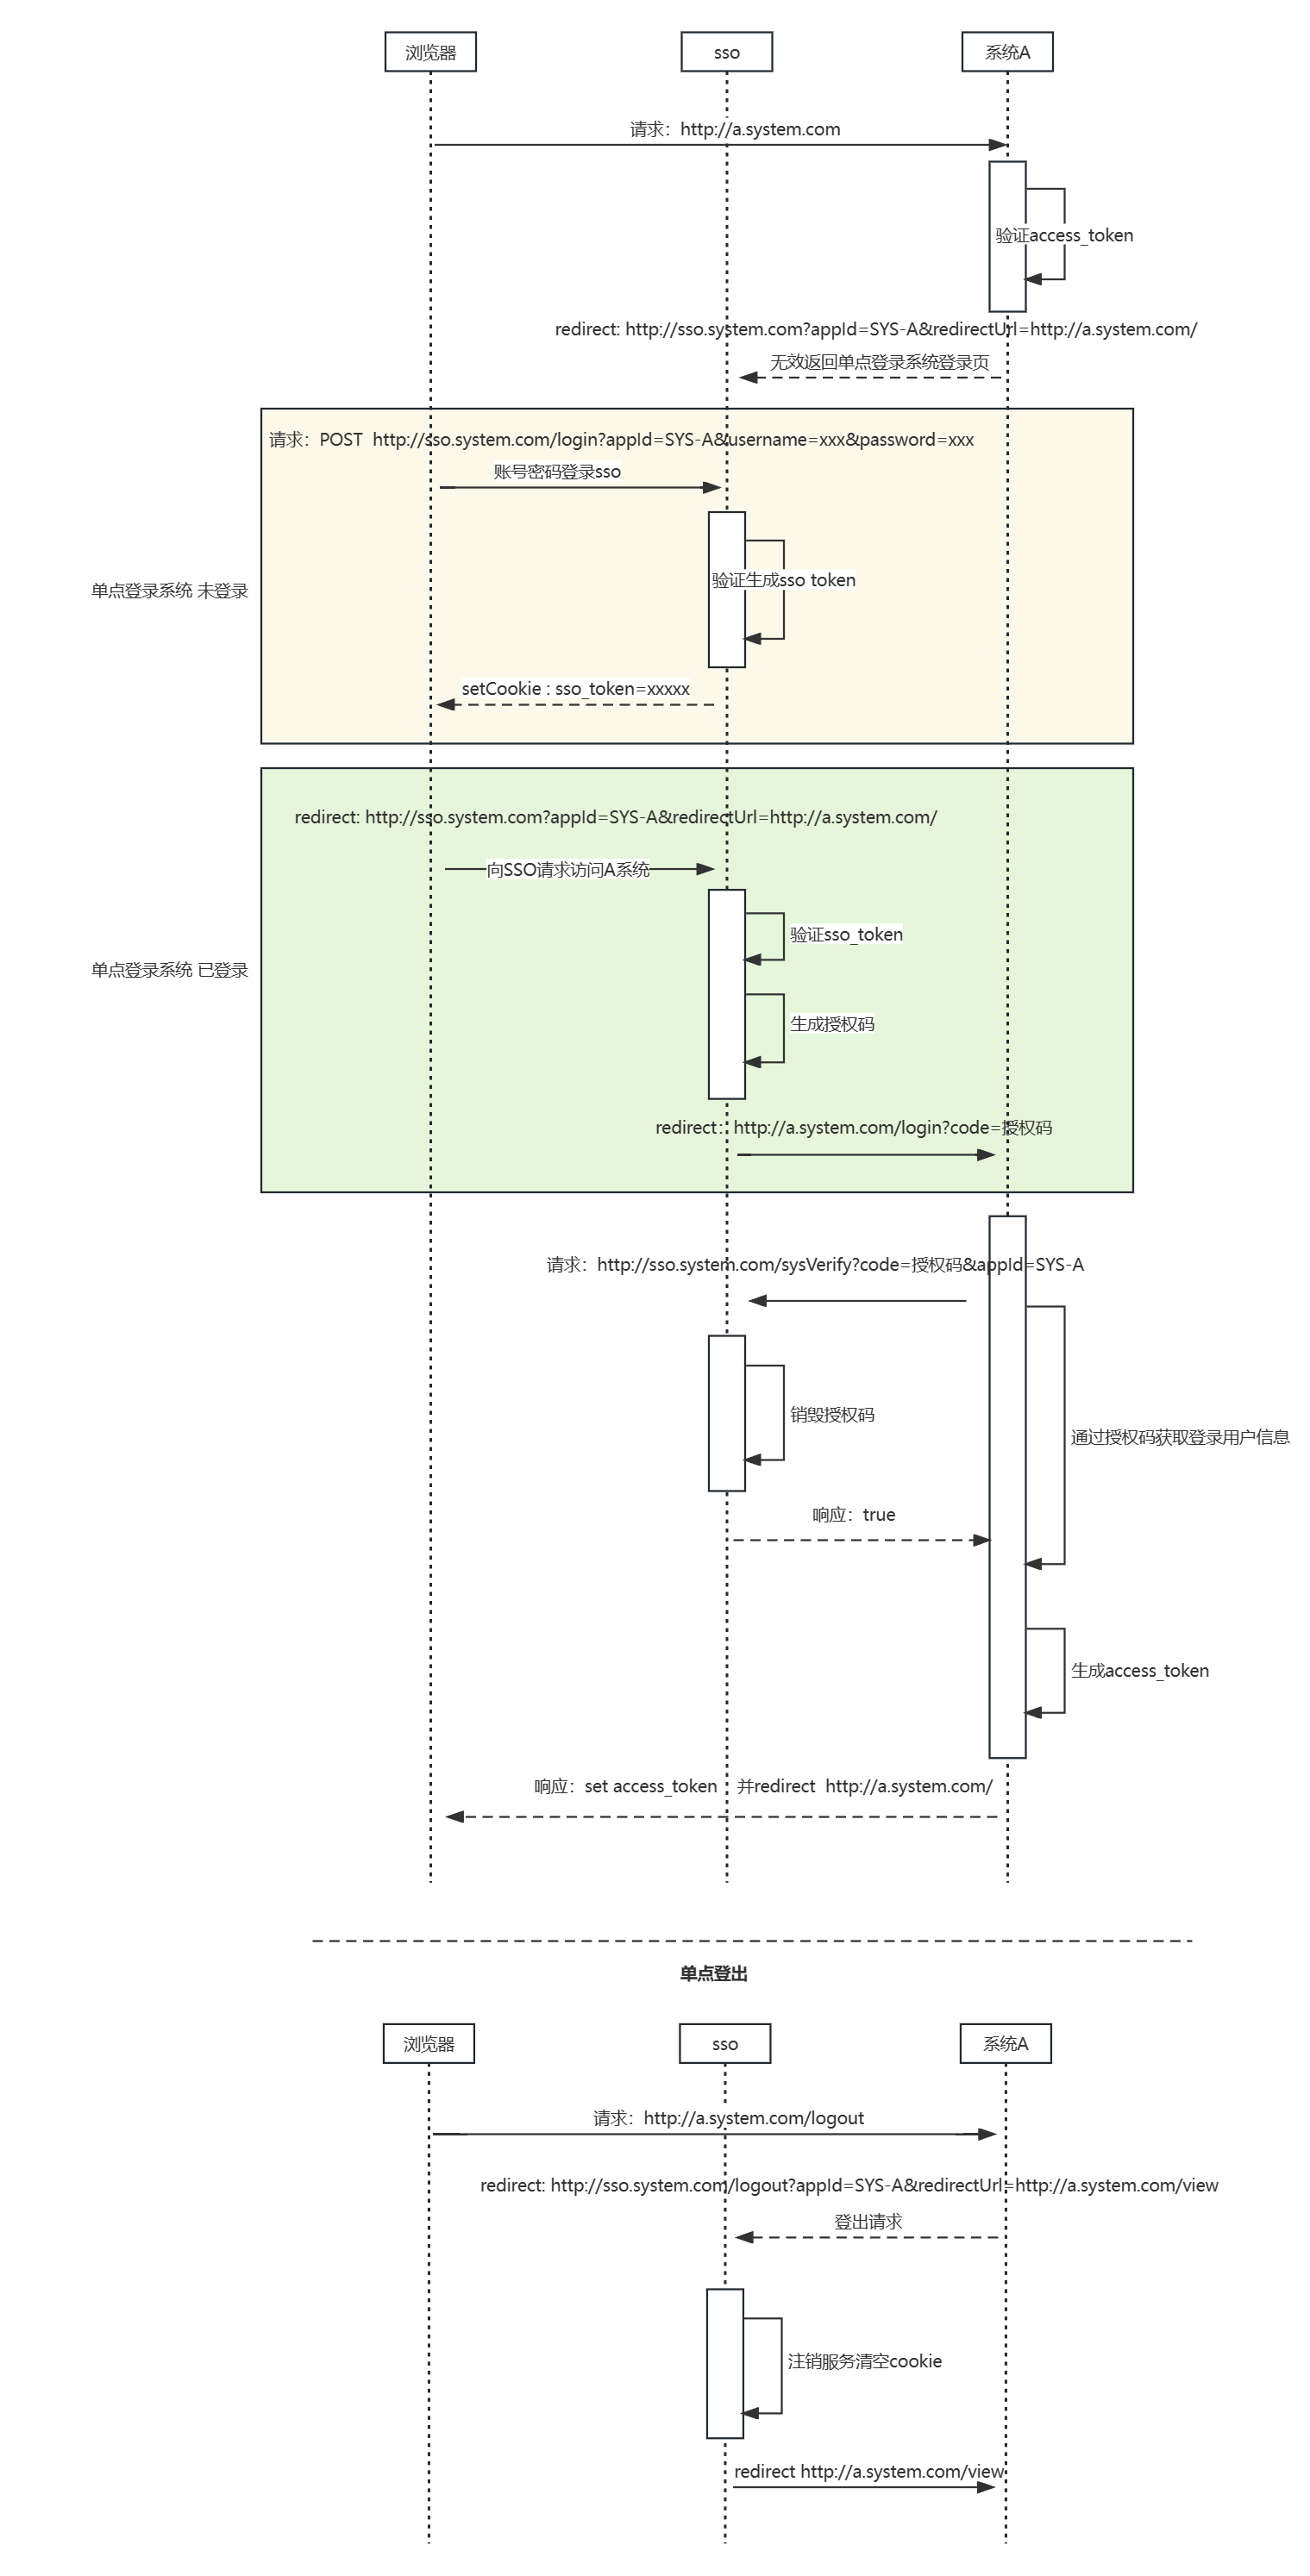 浏览器
sso
系统A
请求：http://a.system.com
验证access_token
redirect: http://sso.system.com?appId=SYS-A&redirectUrl=http://a.system.com/
无效返回单点登录系统登录页
请求：POST  http://sso.system.com/login?appId=SYS-A&username=xxx&password=xxx
账号密码登录sso
验证生成sso token
单点登录系统 未登录
setCookie : sso_token=xxxxx
redirect: http://sso.system.com?appId=SYS-A&redirectUrl=http://a.system.com/
向SSO请求访问A系统
验证sso_token
单点登录系统 已登录
生成授权码
redirect：http://a.system.com/login?code=授权码
请求：http://sso.system.com/sysVerify?code=授权码&appId=SYS-A
销毁授权码
通过授权码获取登录用户信息
响应：true
生成access_token
响应：set access_token    并redirect  http://a.system.com/
单点登出
浏览器
sso
系统A
请求：http://a.system.com/logout
redirect: http://sso.system.com/logout?appId=SYS-A&redirectUrl=http://a.system.com/view
登出请求
注销服务清空cookie
redirect http://a.system.com/view